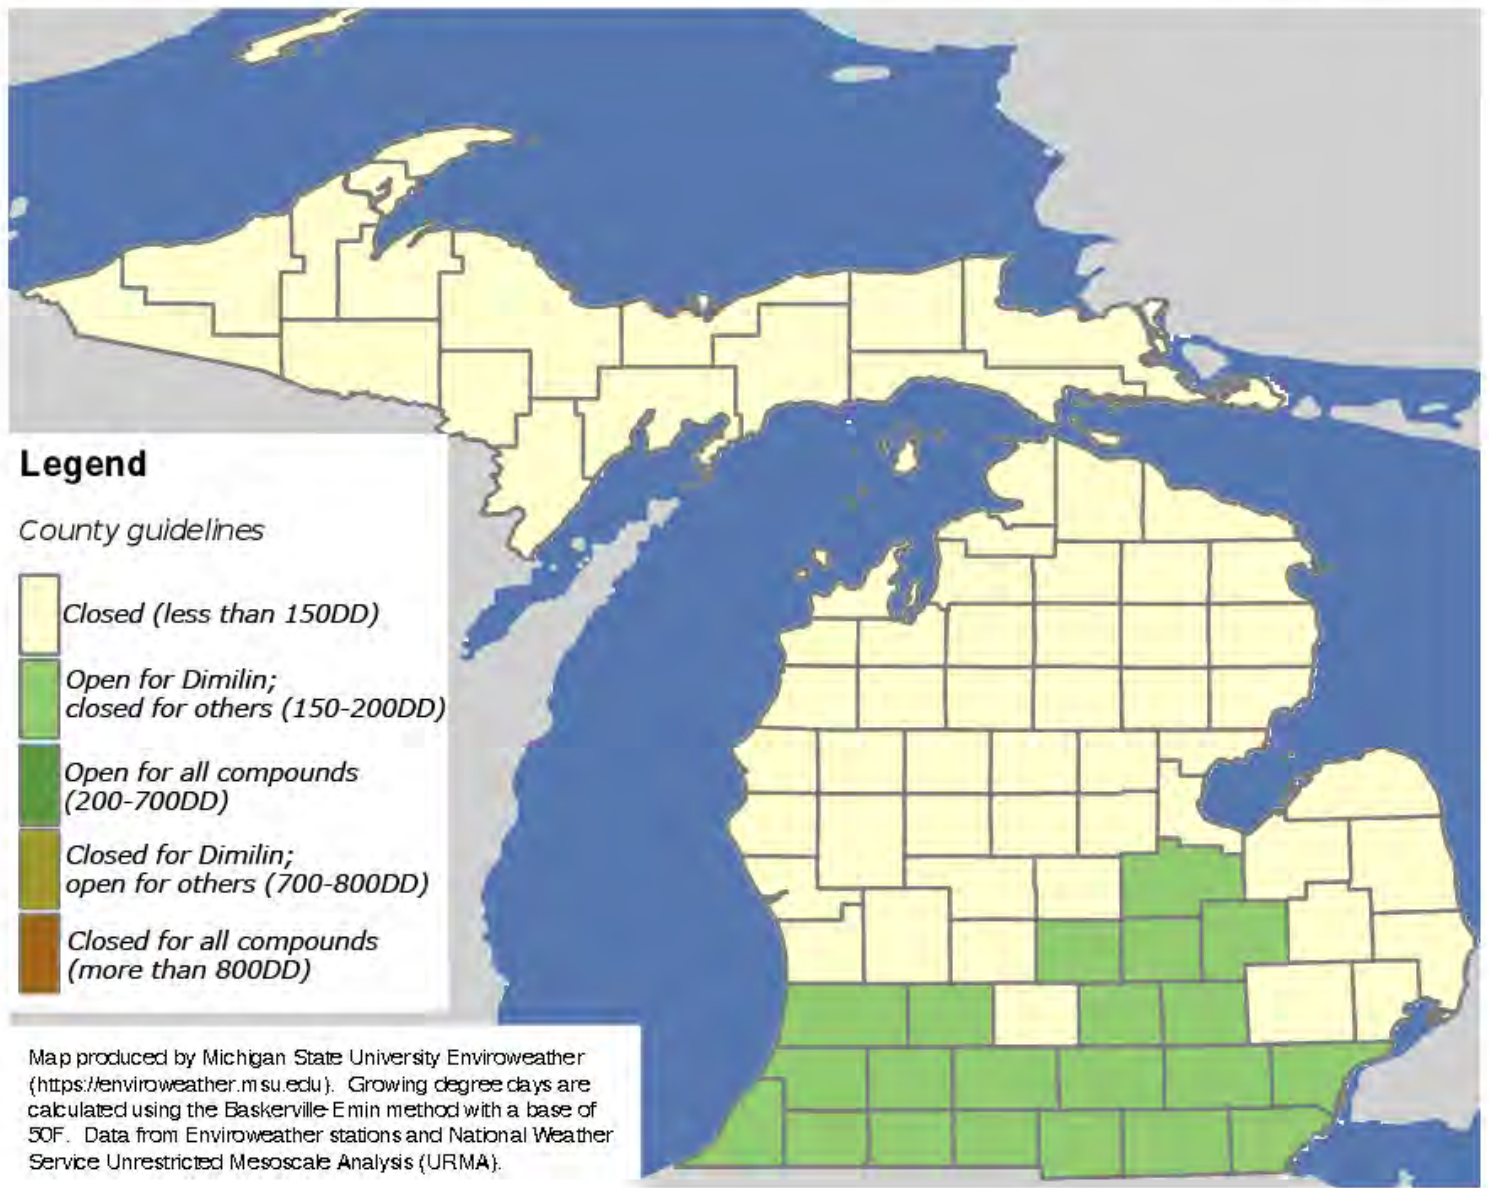 Legend
County guidelines
Closed (less than 150DD)
Open for Dimilin;
closed for others (150-200DD)
Open for all compounds
(200-700DD)
Closed for Dimilin;
open for others (700-800DD)
Closed for all compounds
(more than 800DD)
Map produced by Michigan State University Enviroweather
(https://enviroweather.msu.edu). Growing degree days are
calculated using the Baskerville-Emin method with a base of
50F. Data from Enviroweather stations and National Weather
Service Unrestricted Mesoscale Analysis (URMA).